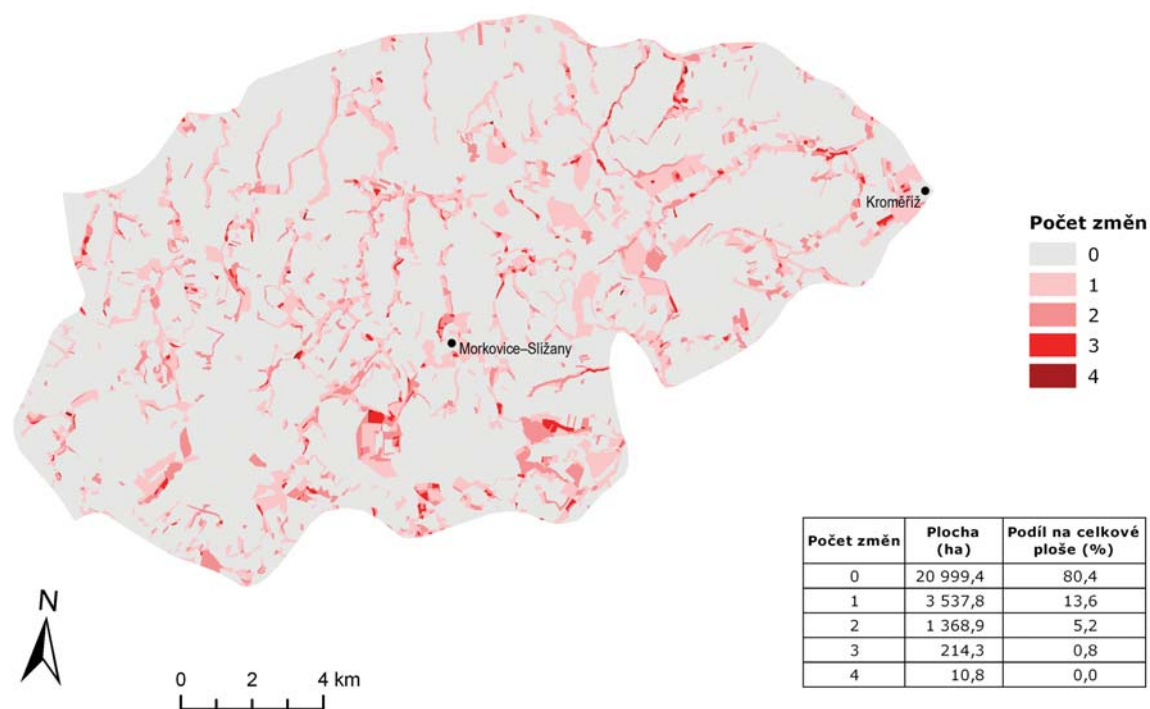 Kroměříž
Morkovice–Slížany
Počet změn
0
1
2
3
4
N
0 2 4 km
Počet změn Plocha (ha) Podíl na celkové ploše (%)
0 20 999,4 80,4
1 3 537,8 13,6
2 1 368,9 5,2
3 214,3 0,8
4 10,8 0,0